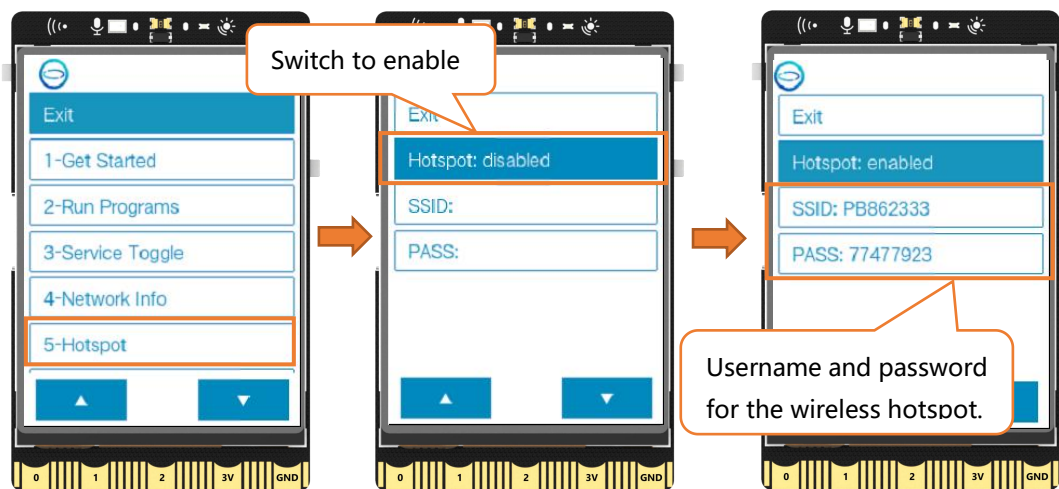 Exit
1-Get Started
2-Run Programs
3-Service Toggle
4-Network Info
5-Hotspot
0 1 2 3V GND
Switch to enable
Exit
Hotspot: disabled
SSID:
PASS:
0 1 2 3V GND
Exit
Hotspot: enabled
SSID: PB862333
PASS: 77477923
Username and password
for the wireless hotspot.
0 1 2 3V GND